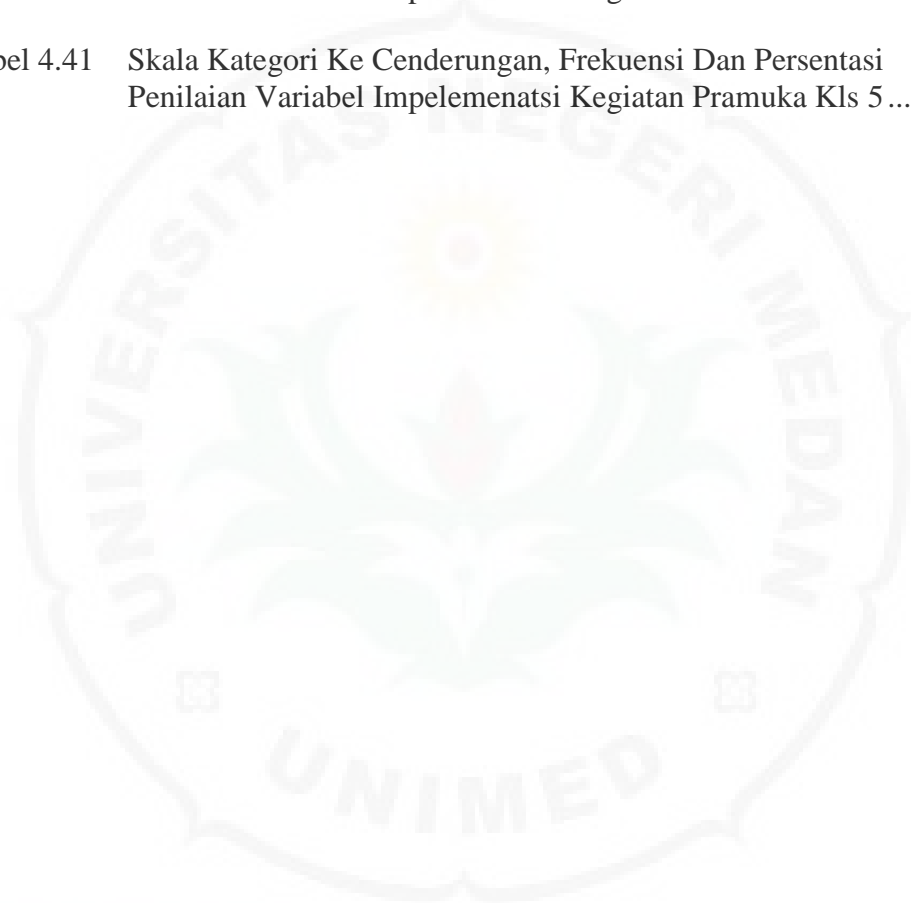 bel 4.41 Skala Kategori Ke Cenderungan, Frekuensi Dan Persentasi
Penilaian Variabel Impelemenatsi Kegiatan Pramuka Kls 5 ...
UNIVERSITAS NEGERI MEDAN
UNIMED